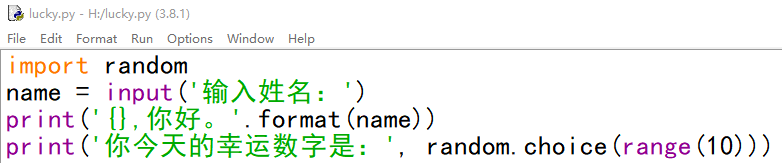 lucky.py - H:/lucky.py (3.8.1)
File Edit Format Run Options Window Help
import random
name = input('输入姓名：')
print('{},你好。'.format(name))
print('你今天的幸运数字是：', random.choice(range(10)))